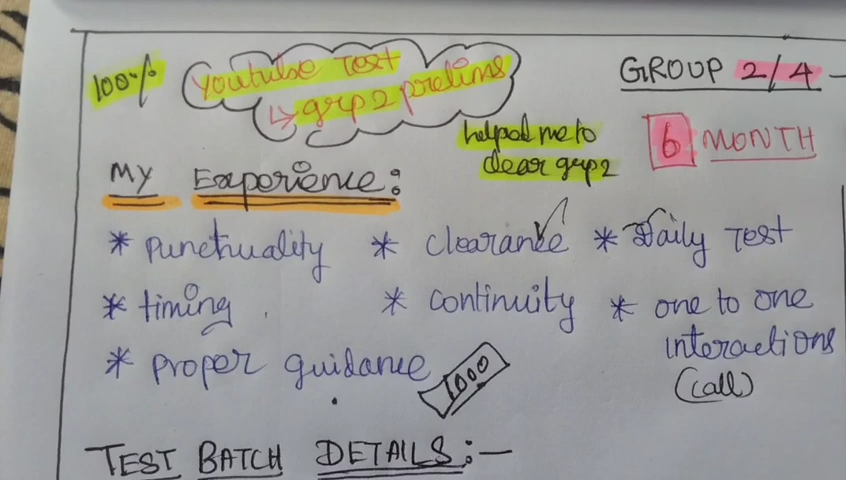 100% Youtube Test
↳ grp 2 prelims
GROUP 2/4 -
helped me to
clear grp 2
6 MONTH
MY Experience:
* punctuality * clearance * Daily Test
* timing * continuity * one to one
interactions
* proper guidance (call)
1000
TEST BATCH DETAILS:-